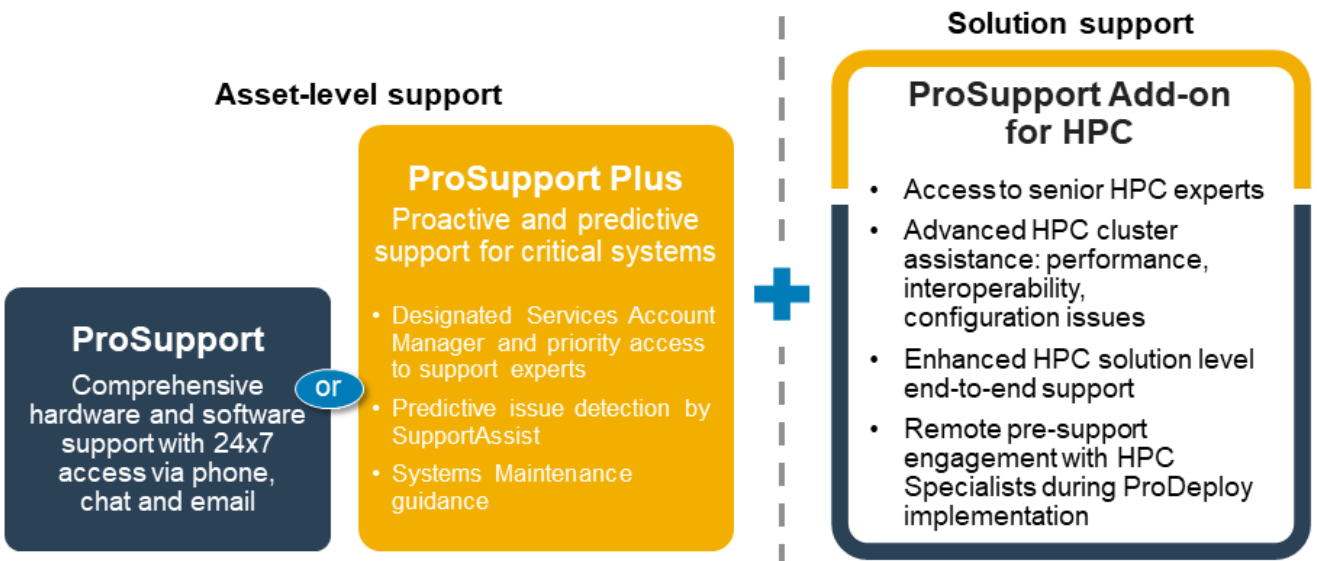 Asset-level support
ProSupport
Comprehensive
hardware and software
support with 24x7
access via phone,
chat and email
or
ProSupport Plus
Proactive and predictive
support for critical systems
• Designated Services Account
Manager and priority access
to support experts
• Predictive issue detection by
SupportAssist
• Systems Maintenance
guidance
Solution support
ProSupport Add-on
for HPC
• Access to senior HPC experts
• Advanced HPC cluster
assistance: performance,
interoperability,
configuration issues
• Enhanced HPC solution level
end-to-end support
• Remote pre-support
engagement with HPC
Specialists during ProDeploy
implementation